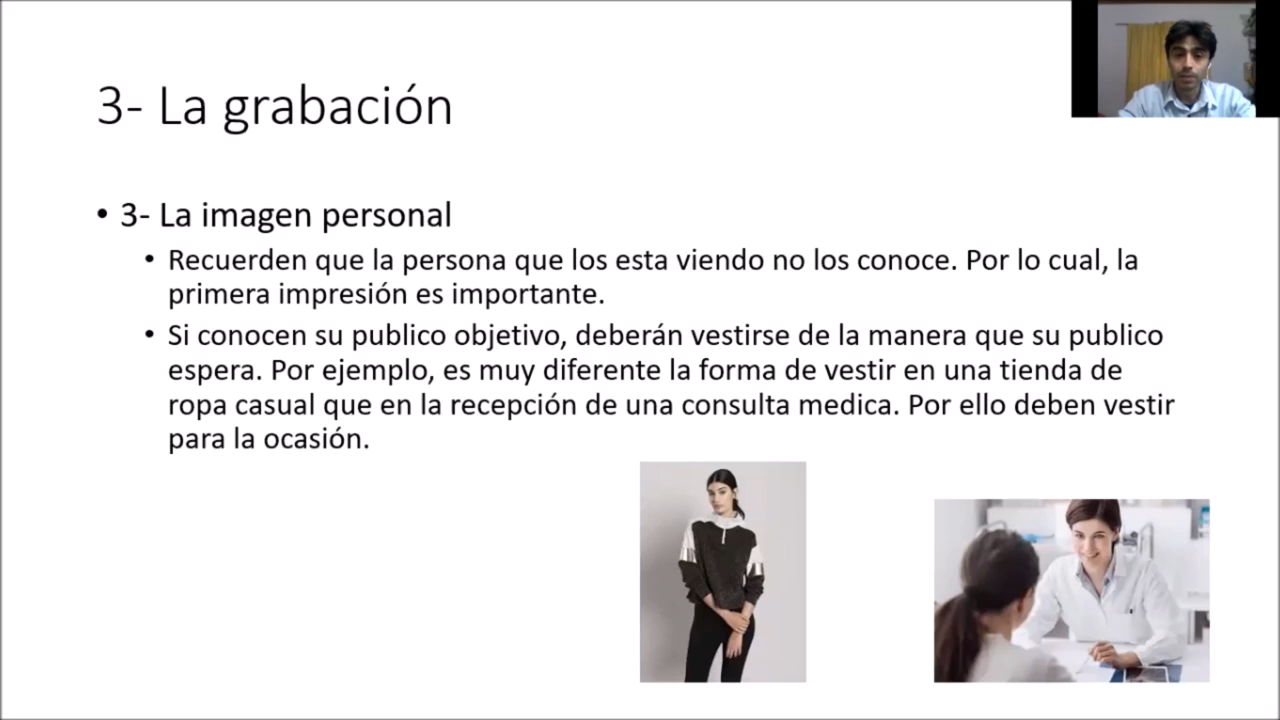 3- La grabación
• 3- La imagen personal
• Recuerden que la persona que los esta viendo no los conoce. Por lo cual, la
primera impresión es importante.
• Si conocen su publico objetivo, deberán vestirse de la manera que su publico
espera. Por ejemplo, es muy diferente la forma de vestir en una tienda de
ropa casual que en la recepción de una consulta medica. Por ello deben vestir
para la ocasión.